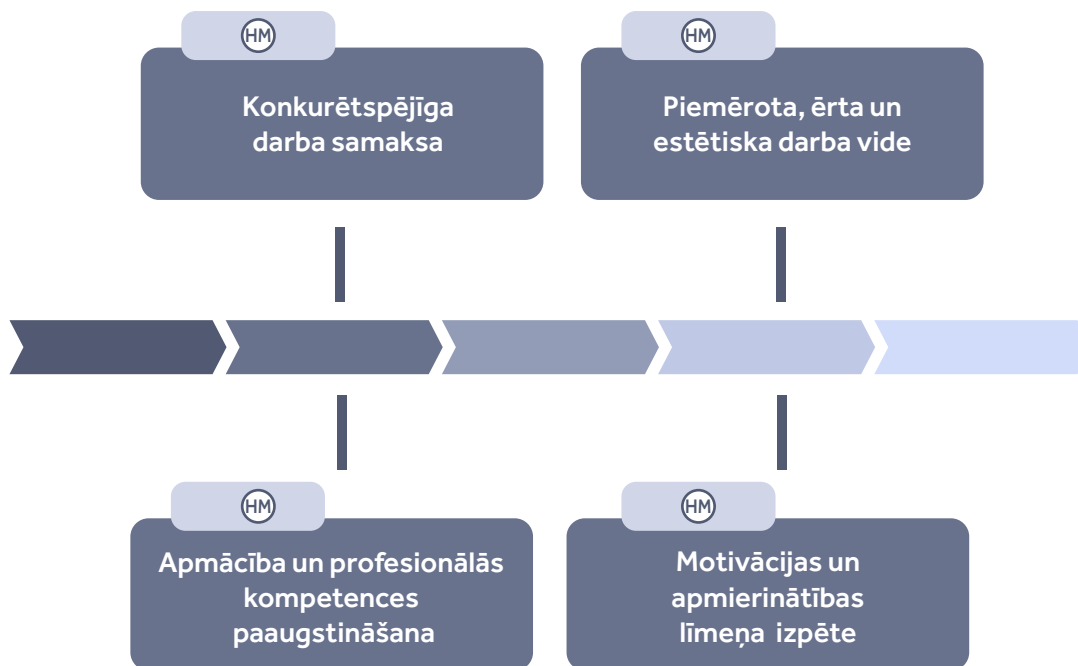 HM
Konkurētspējīga
darba samaksa
HM
Piemērota, ērta un
estētiska darba vide
HM
Apmācība un profesionālās
kompetences
paaugstināšana
HM
Motivācijas un
apmierinātības
līmeņa izpēte